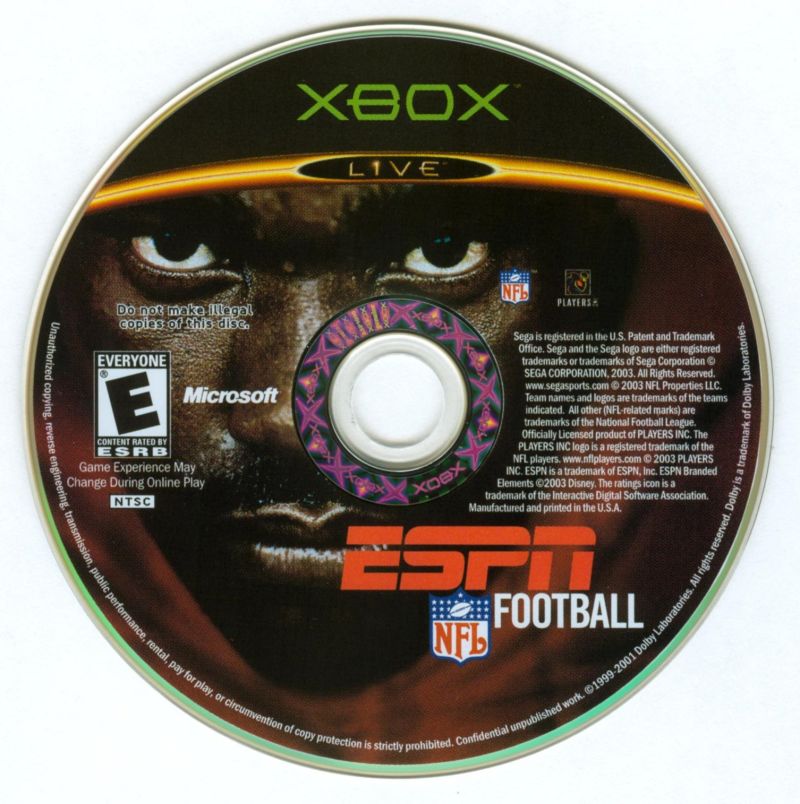 XBOX™
LIVE™
NFL™
PLAYERS
Do not make illegal
copies of this disc.
EVERYONE
E®
CONTENT RATED BY
ESRB
Game Experience May
Change During Online Play
NTSC
Microsoft
XBOX
XBOX
Sega is registered in the U.S. Patent and Trademark
Office. Sega and the Sega logo are either registered
trademarks or trademarks of Sega Corporation ©
SEGA CORPORATION, 2003. All Rights Reserved.
www.segasports.com © 2003 NFL Properties LLC.
Team names and logos are trademarks of the teams
indicated. All other (NFL-related marks) are
trademarks of the National Football League.
Officially Licensed product of PLAYERS INC. The
PLAYERS INC logo is a registered trademark of the
NFL players. www.nflplayers.com © 2003 PLAYERS
INC. ESPN is a trademark of ESPN, Inc. ESPN Branded
Elements ©2003 Disney. The ratings icon is a
trademark of the Interactive Digital Software Association.
Manufactured and printed in the U.S.A.
ESPN
NFL FOOTBALL
Unauthorized copying, reverse engineering, transmission, public performance, rental, pay for play, or circumvention of copy protection is strictly prohibited. Confidential unpublished work. ©1999-2001 Dolby Laboratories. All rights reserved. Dolby is a trademark of Dolby Laboratories.